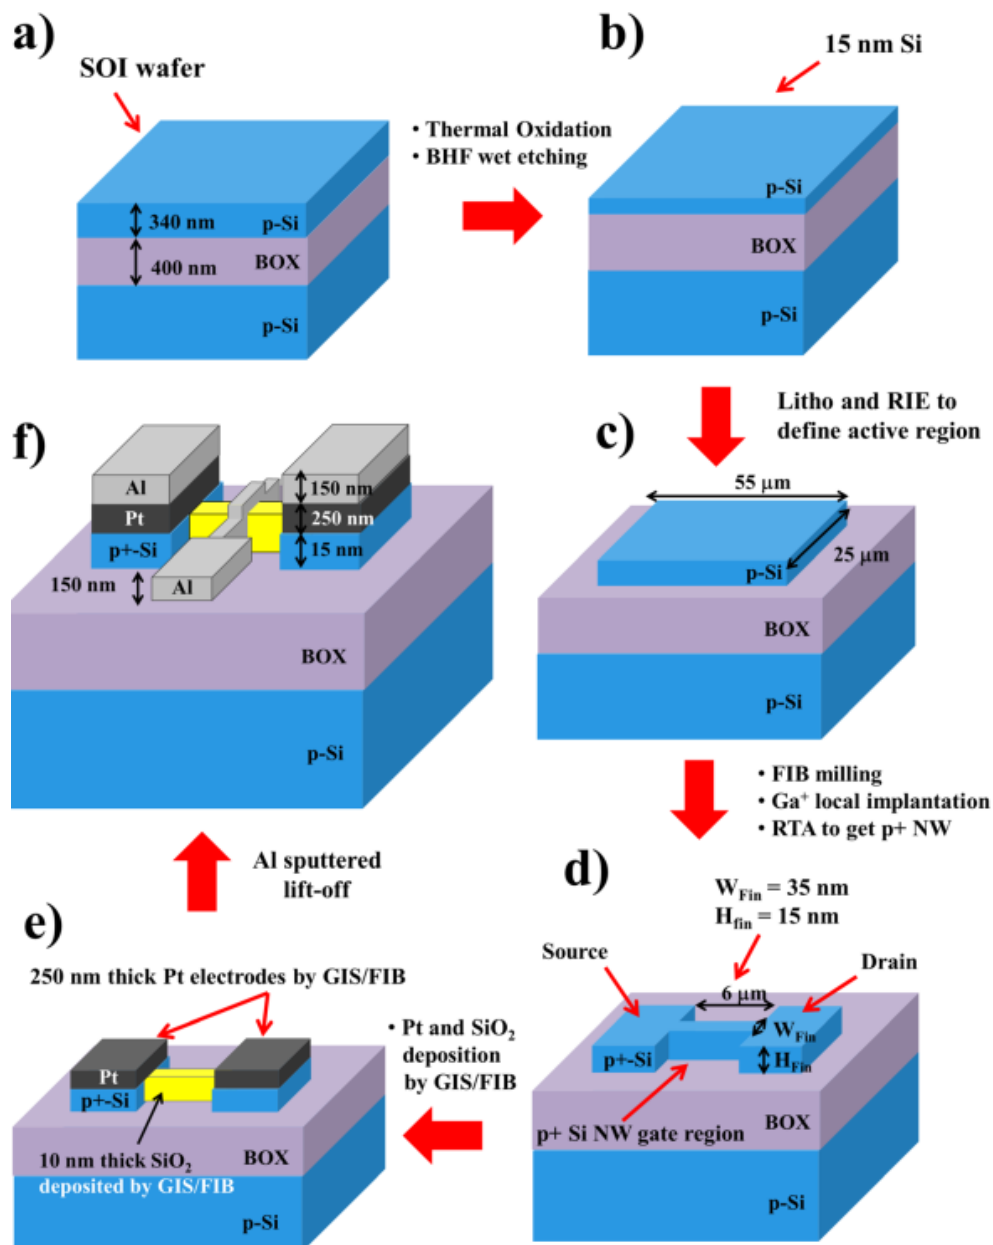 a)
SOI wafer
340 nm
p-Si
400 nm
BOX
p-Si
• Thermal Oxidation
• BHF wet etching
b)
15 nm Si
p-Si
BOX
p-Si
Litho and RIE to
define active region
c)
55 μm
25 μm
p-Si
BOX
p-Si
• FIB milling
• Ga⁺ local implantation
• RTA to get p+ NW
d)
W_Fin = 35 nm
H_fin = 15 nm
Source
Drain
6 μm
W_Fin
H_Fin
p+-Si
p+ Si NW gate region
BOX
p-Si
• Pt and SiO₂
deposition
by GIS/FIB
e)
250 nm thick Pt electrodes by GIS/FIB
Pt
p+-Si
10 nm thick SiO₂
deposited by GIS/FIB
BOX
p-Si
Al sputtered
lift-off
f)
Al
Pt
p+-Si
150 nm
250 nm
15 nm
150 nm
Al
BOX
p-Si